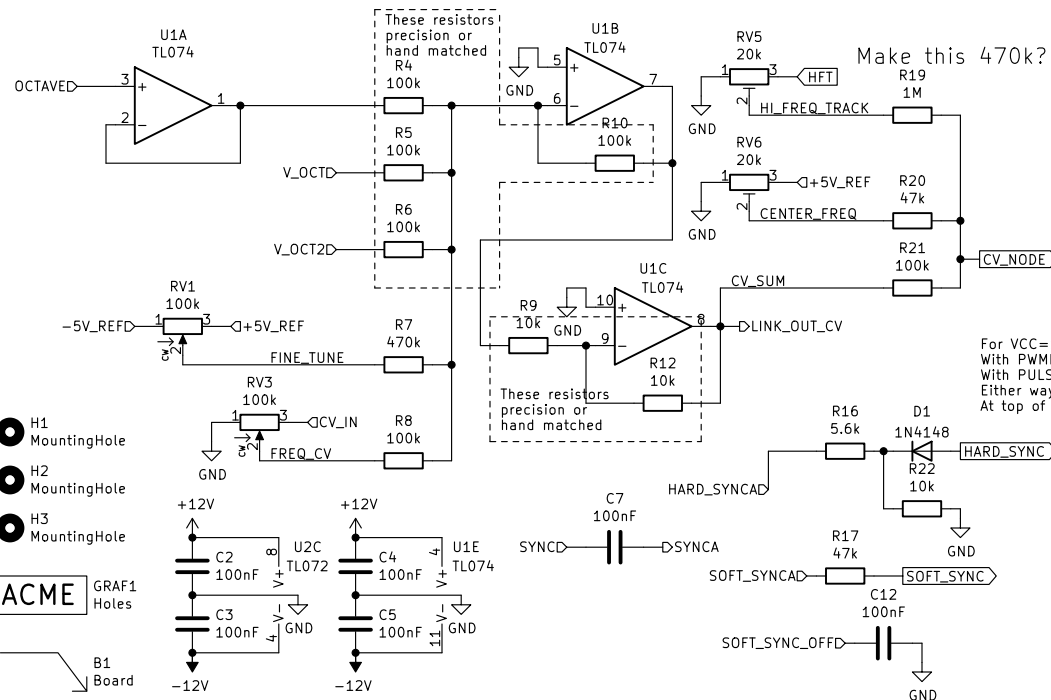 These resistors
precision or
hand matched
U1A
TL074
OCTAVE
3
+
2
−
1
R4
100k
R5
100k
V_OCT
R6
100k
V_OCT2
U1B
TL074
5
+
6
−
7
GND
R10
100k
RV5
20k
1
3
2
HFT
GND
HI_FREQ_TRACK
Make this 470k?
R19
1M
RV6
20k
1
3
2
+5V_REF
GND
CENTER_FREQ
R20
47k
R21
100k
CV_SUM
CV_NODE
RV1
100k
−5V_REF
1
3
+5V_REF
cw
2
FINE_TUNE
R7
470k
RV3
100k
1
3
CV_IN
cw
2
GND
FREQ_CV
R8
100k
U1C
TL074
10
+
9
−
8
GND
R9
10k
R12
10k
LINK_OUT_CV
These resistors
precision or
hand matched
For VCC=
With PWM
With PULS
Either way
At top of
H1
MountingHole
H2
MountingHole
H3
MountingHole
R16
5.6k
D1
1N4148
HARD_SYNC
R22
10k
GND
HARD_SYNCA
+12V
C2
100nF
C3
100nF
−12V
8
V+
V−
4
U2C
TL072
GND
+12V
C4
100nF
C5
100nF
−12V
4
V+
V−
11
U1E
TL074
GND
C7
100nF
SYNC
SYNCA
R17
47k
SOFT_SYNCA
SOFT_SYNC
C12
100nF
SOFT_SYNC_OFF
GND
ACME
GRAF1
Holes
B1
Board